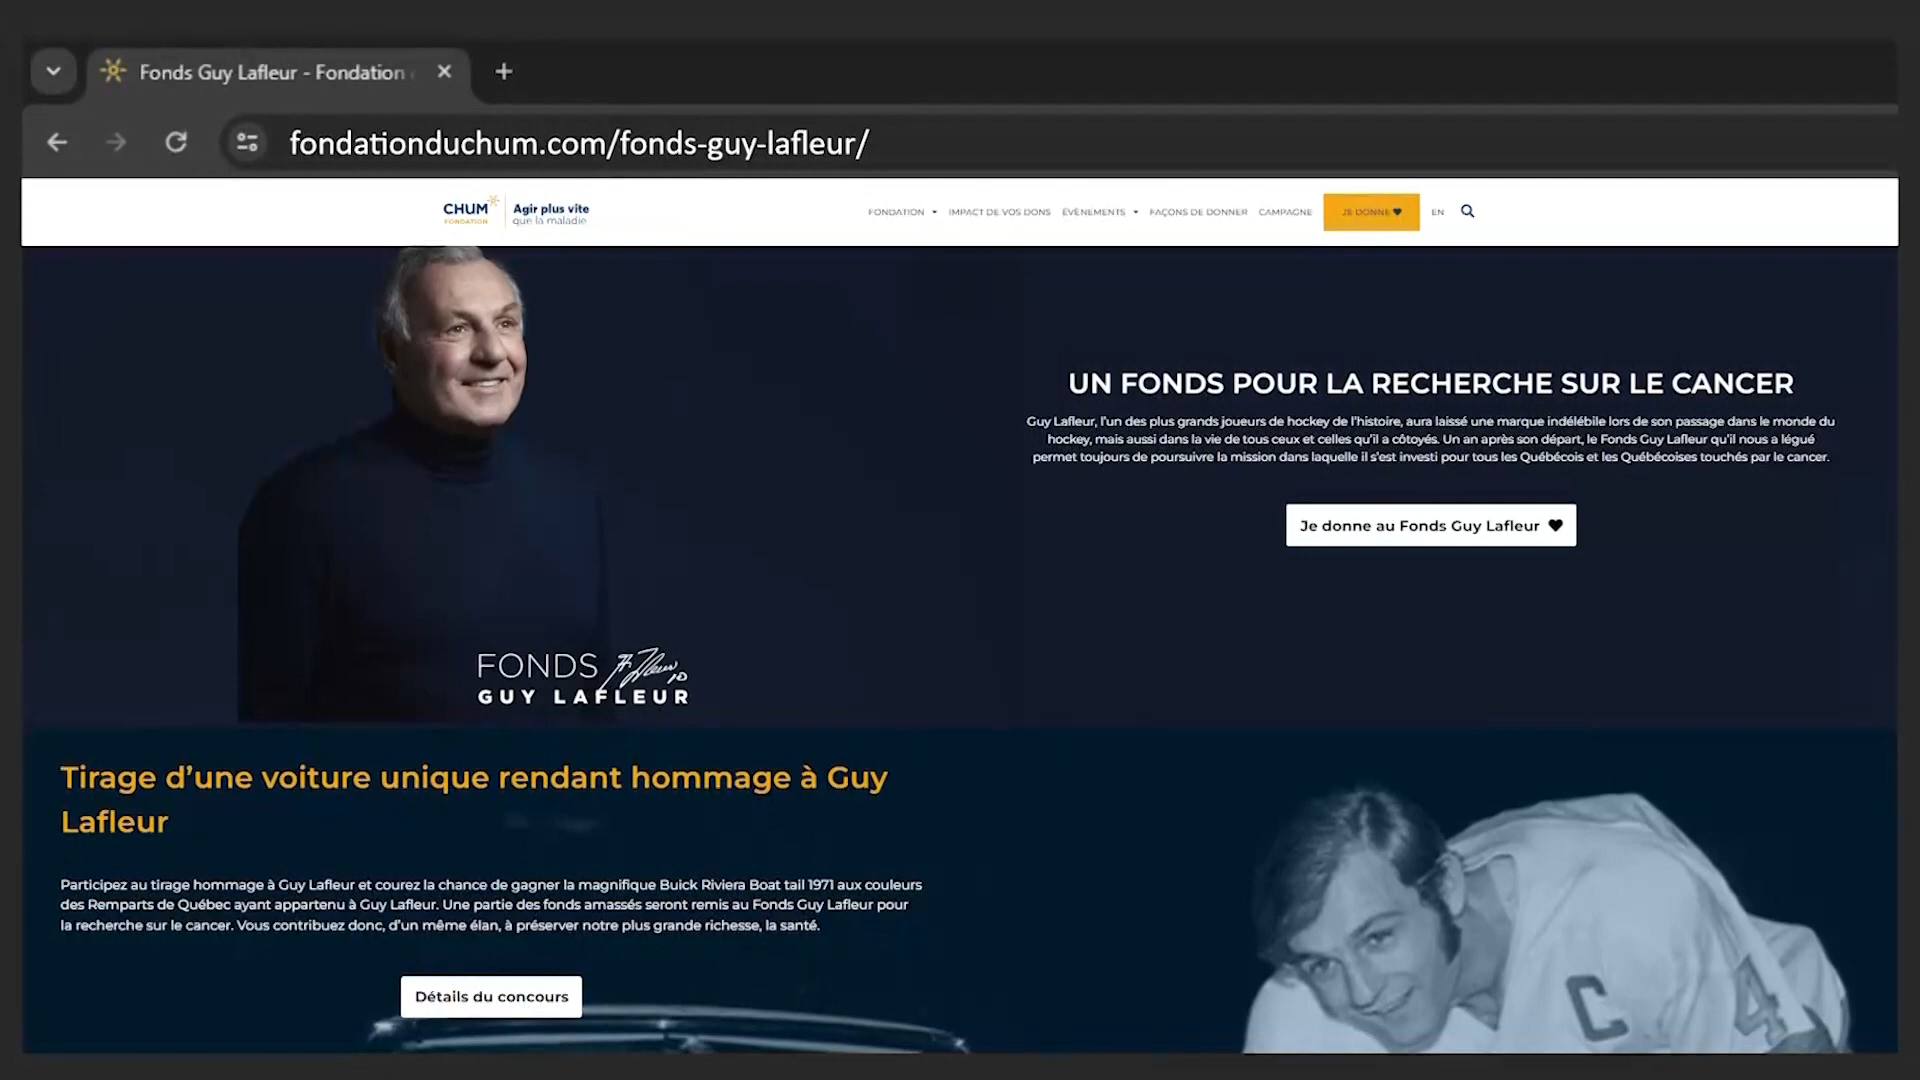 Fonds Guy Lafleur - Fondation
fondationduchum.com/fonds-guy-lafleur/
CHUM
FONDATION
Agir plus vite
que la maladie
FONDATION IMPACT DE VOS DONS ÉVÉNEMENTS FAÇONS DE DONNER CAMPAGNE JE DONNE EN
UN FONDS POUR LA RECHERCHE SUR LE CANCER
Guy Lafleur, l'un des plus grands joueurs de hockey de l'histoire, aura laissé une marque indélébile lors de son passage dans le monde du
hockey, mais aussi dans la vie de tous ceux et celles qu'il a côtoyés. Un an après son départ, le Fonds Guy Lafleur qu'il nous a légué
permet toujours de poursuivre la mission dans laquelle il s'est investi pour tous les Québécois et les Québécoises touchés par le cancer.
Je donne au Fonds Guy Lafleur
FONDS
GUY LAFLEUR
Tirage d'une voiture unique rendant hommage à Guy
Lafleur
Participez au tirage hommage à Guy Lafleur et courez la chance de gagner la magnifique Buick Riviera Boat tail 1971 aux couleurs
des Remparts de Québec ayant appartenu à Guy Lafleur. Une partie des fonds amassés seront remis au Fonds Guy Lafleur pour
la recherche sur le cancer. Vous contribuez donc, d'un même élan, à préserver notre plus grande richesse, la santé.
Détails du concours
C 4